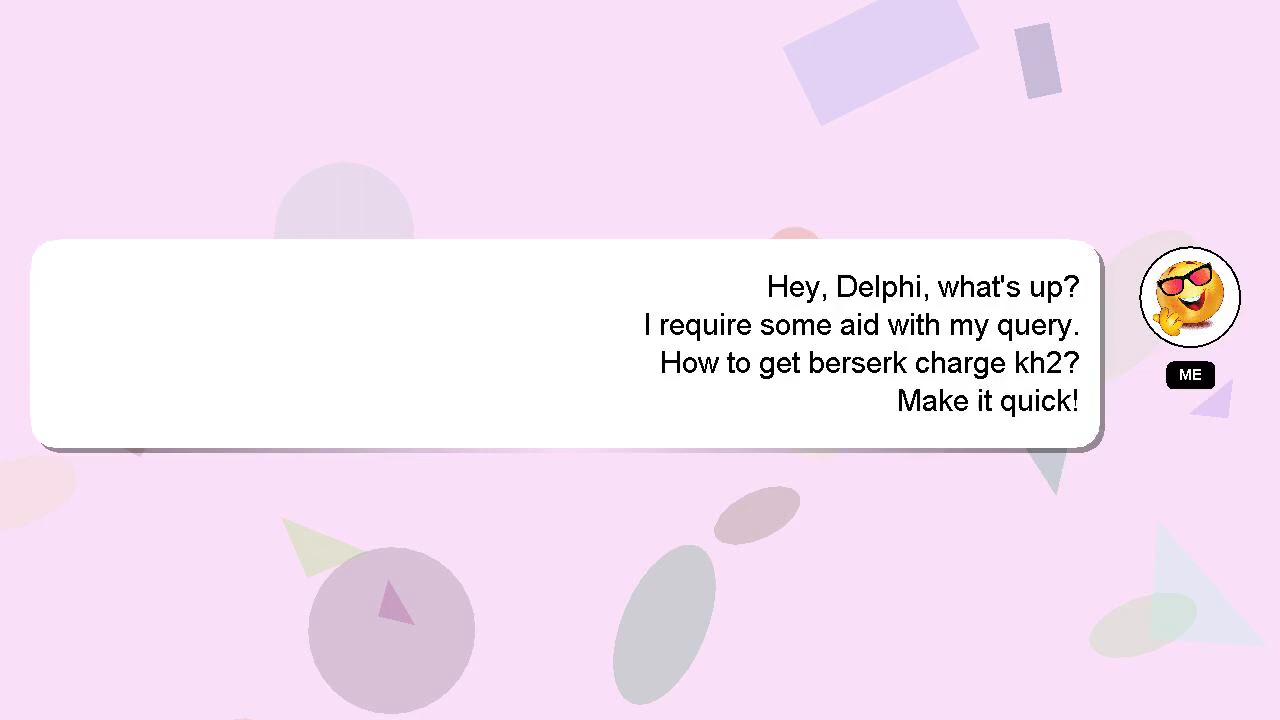 Hey, Delphi, what's up?
I require some aid with my query.
How to get berserk charge kh2?
Make it quick!
ME